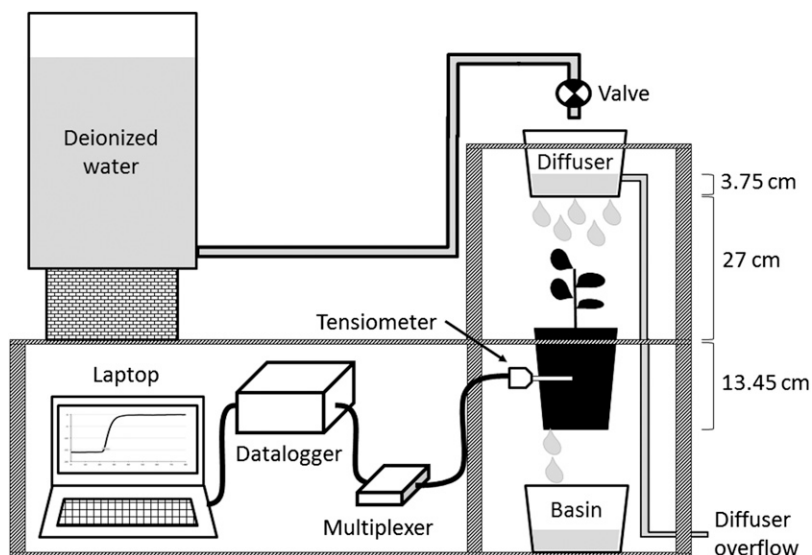 Deionized
water
Valve
Diffuser
3.75 cm
27 cm
Tensiometer
13.45 cm
Laptop
Datalogger
Multiplexer
Basin
Diffuser
overflow